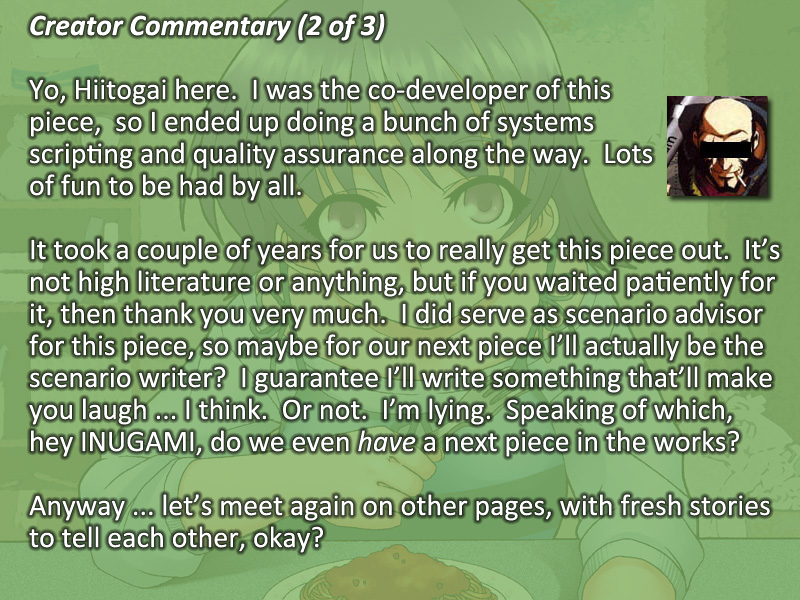 Creator Commentary (2 of 3)
Yo, Hiitogai here.  I was the co-developer of this
piece,  so I ended up doing a bunch of systems
scripting and quality assurance along the way.  Lots
of fun to be had by all.
It took a couple of years for us to really get this piece out.  It's
not high literature or anything, but if you waited patiently for
it, then thank you very much.  I did serve as scenario advisor
for this piece, so maybe for our next piece I'll actually be the
scenario writer?  I guarantee I'll write something that'll make
you laugh ... I think.  Or not.  I'm lying.  Speaking of which,
hey INUGAMI, do we even have a next piece in the works?
Anyway ... let's meet again on other pages, with fresh stories
to tell each other, okay?